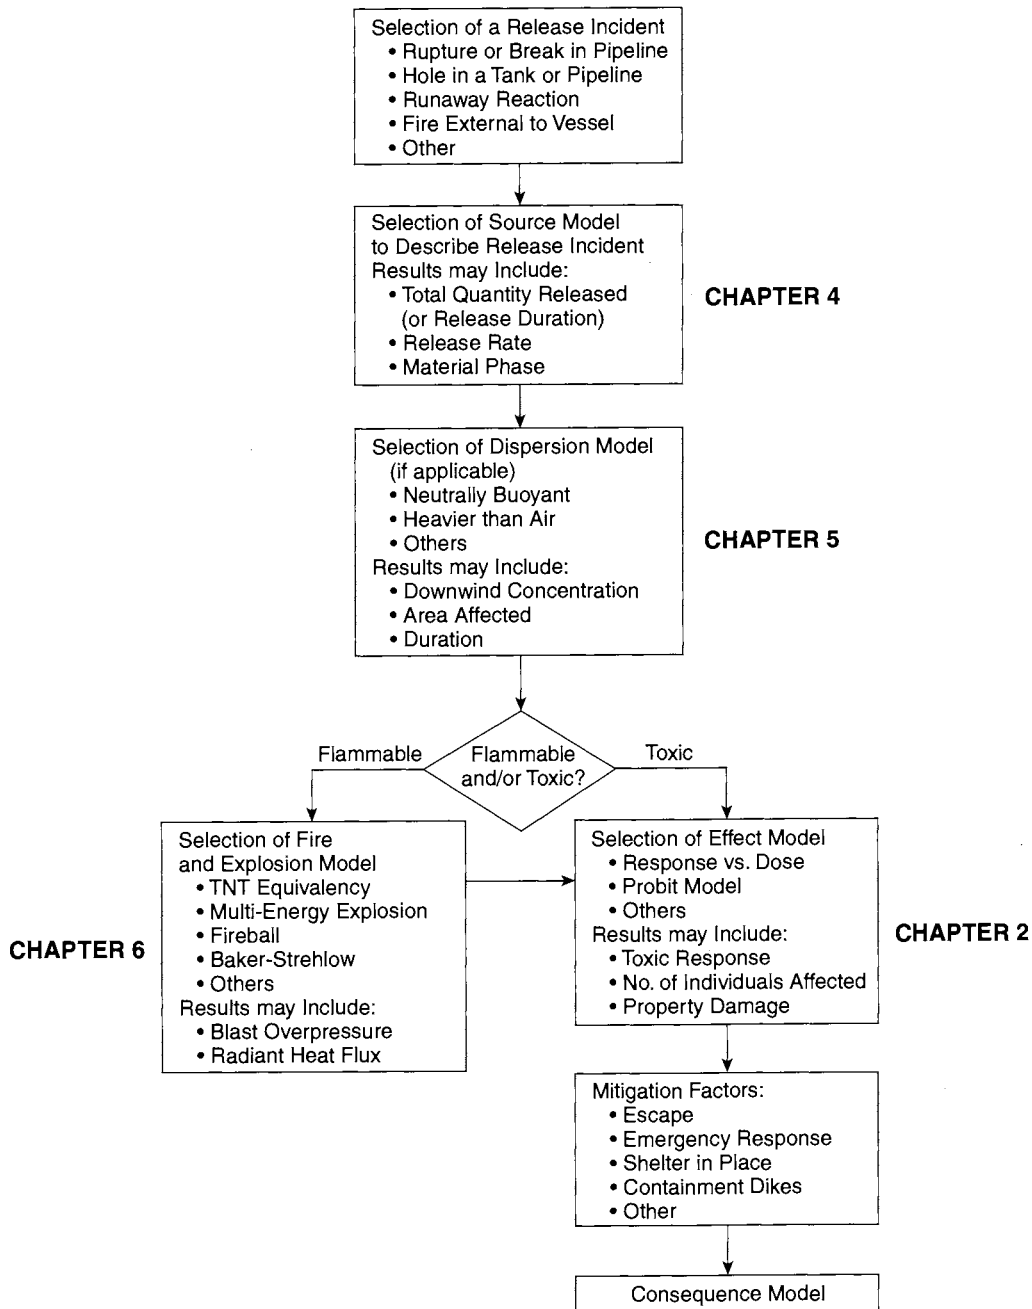 Selection of a Release Incident
• Rupture or Break in Pipeline
• Hole in a Tank or Pipeline
• Runaway Reaction
• Fire External to Vessel
• Other
Selection of Source Model
to Describe Release Incident
Results may Include:
• Total Quantity Released
(or Release Duration)
• Release Rate
• Material Phase
CHAPTER 4
Selection of Dispersion Model
(if applicable)
• Neutrally Buoyant
• Heavier than Air
• Others
Results may Include:
• Downwind Concentration
• Area Affected
• Duration
CHAPTER 5
Flammable
Flammable
and/or Toxic?
Toxic
Selection of Fire
and Explosion Model
• TNT Equivalency
• Multi-Energy Explosion
• Fireball
• Baker-Strehlow
• Others
Results may Include:
• Blast Overpressure
• Radiant Heat Flux
CHAPTER 6
Selection of Effect Model
• Response vs. Dose
• Probit Model
• Others
Results may Include:
• Toxic Response
• No. of Individuals Affected
• Property Damage
CHAPTER 2
Mitigation Factors:
• Escape
• Emergency Response
• Shelter in Place
• Containment Dikes
• Other
Consequence Model